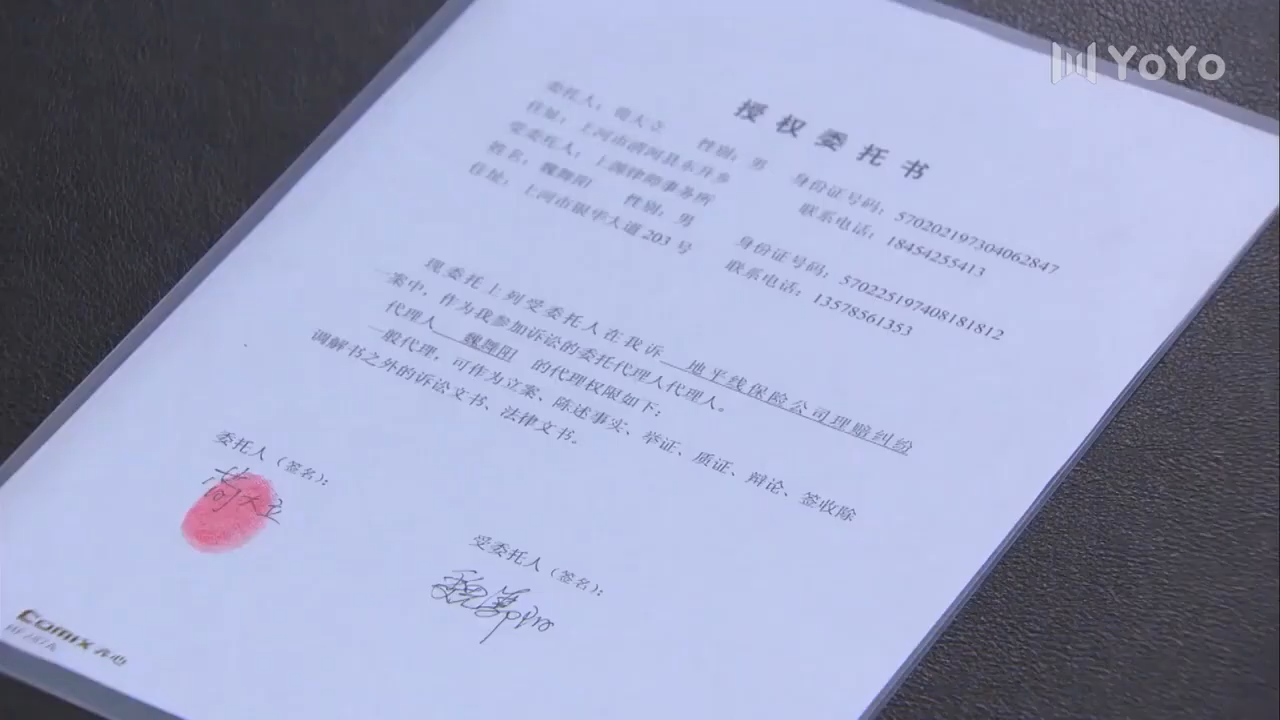 YoYo
授权委托书
委托人：苟大立 性别：男 身份证号码：570202197304062847
住址：上河市清河县东升乡 联系电话：18454255413
受委托人：上源律师事务所
姓名：魏舞阳 性别：男 身份证号码：570225197408181812
住址：上河市银华大道203号 联系电话：13578561353
现委托上列受委托人在我诉 地平线保险公司理赔纠纷
一案中，作为我参加诉讼的委托代理人代理人。
代理人 魏舞阳 的代理权限如下：
一般代理，可作为立案、陈述事实、举证、质证、辩论、签收除
调解书之外的诉讼文书、法律文书。
委托人（签名）：
苟大立
受委托人（签名）：
魏舞阳
Comix 齐心